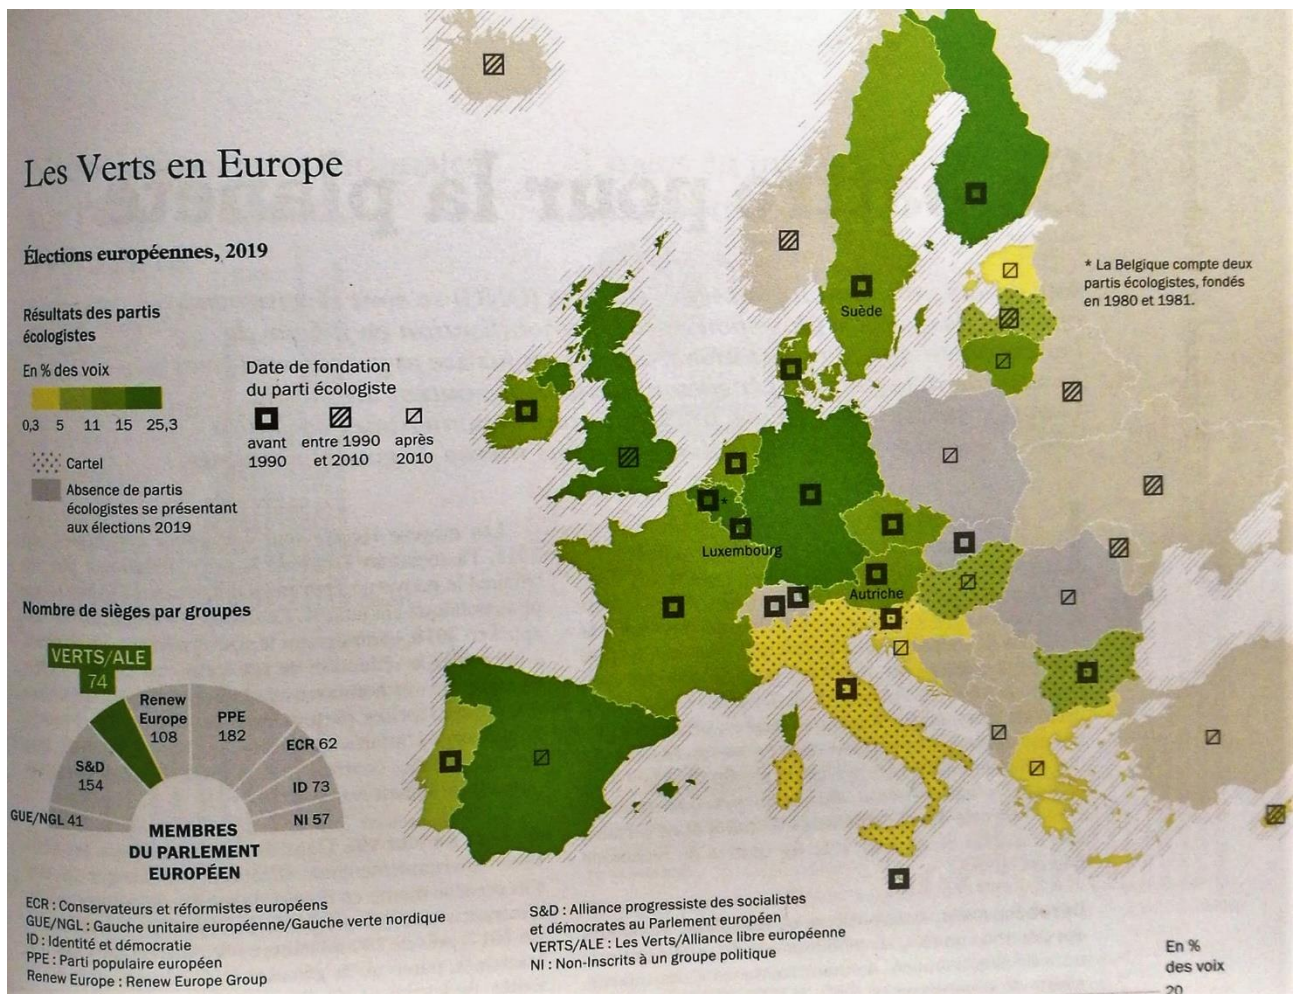 Les Verts en Europe
Élections européennes, 2019
Résultats des partis
écologistes
En % des voix
0,3 5 11 15 25,3
Cartel
Absence de partis
écologistes se présentant
aux élections 2019
Date de fondation
du parti écologiste
avant
1990
entre 1990
et 2010
après
2010
* La Belgique compte deux
partis écologistes, fondés
en 1980 et 1981.
Suède
*
Luxembourg
Autriche
Nombre de sièges par groupes
VERTS/ALE
74
Renew
Europe
108
PPE
182
ECR 62
S&D
154
ID 73
GUE/NGL 41
NI 57
MEMBRES
DU PARLEMENT
EUROPÉEN
ECR : Conservateurs et réformistes européens
GUE/NGL : Gauche unitaire européenne/Gauche verte nordique
ID : Identité et démocratie
PPE : Parti populaire européen
Renew Europe : Renew Europe Group
S&D : Alliance progressiste des socialistes
et démocrates au Parlement européen
VERTS/ALE : Les Verts/Alliance libre européenne
NI : Non-Inscrits à un groupe politique
En %
des voix
20